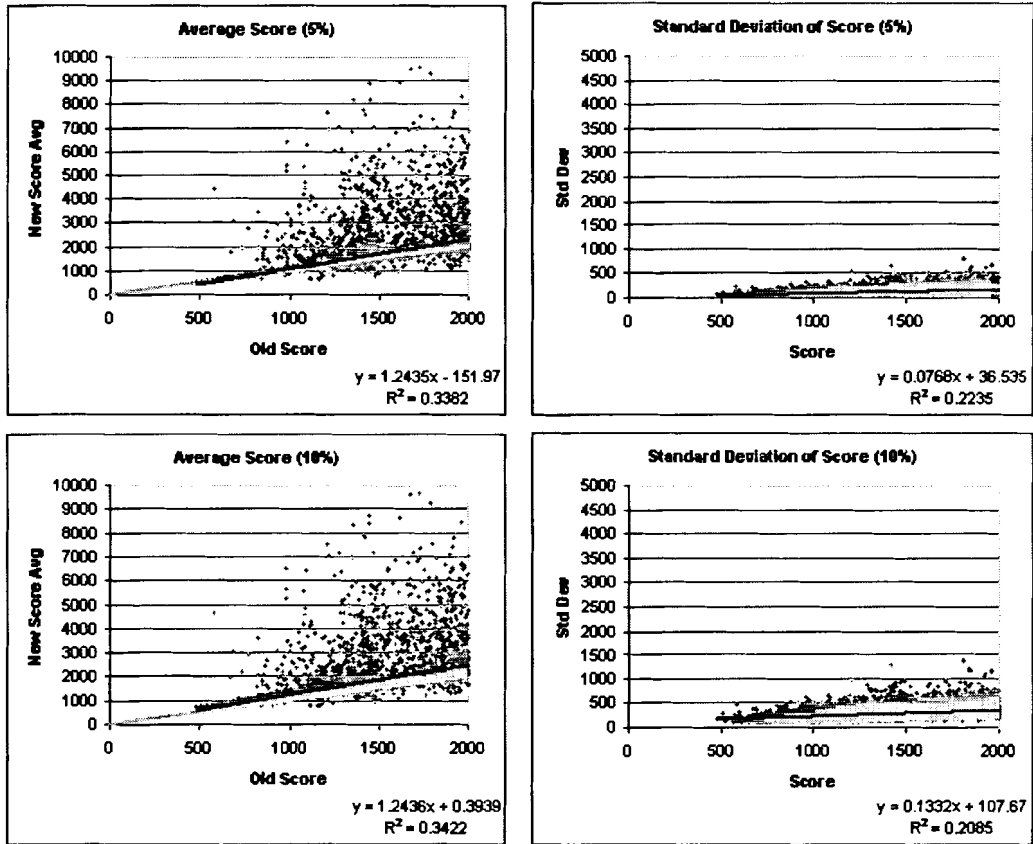 Average Score (5%)
10000
9000
8000
7000
6000
5000
4000
3000
2000
1000
0
New Score Avg
0 500 1000 1500 2000
Old Score
y = 1.2435x - 151.97
R² = 0.3382
Standard Deviation of Score (5%)
5000
4500
4000
3500
3000
2500
2000
1500
1000
500
0
Std Dev
0 500 1000 1500 2000
Score
y = 0.0768x + 36.535
R² = 0.2235
Average Score (10%)
10000
9000
8000
7000
6000
5000
4000
3000
2000
1000
0
New Score Avg
0 500 1000 1500 2000
Old Score
y = 1.2436x + 0.3939
R² = 0.3422
Standard Deviation of Score (10%)
5000
4500
4000
3500
3000
2500
2000
1500
1000
500
0
Std Dev
0 500 1000 1500 2000
Score
y = 0.1332x + 107.67
R² = 0.2085